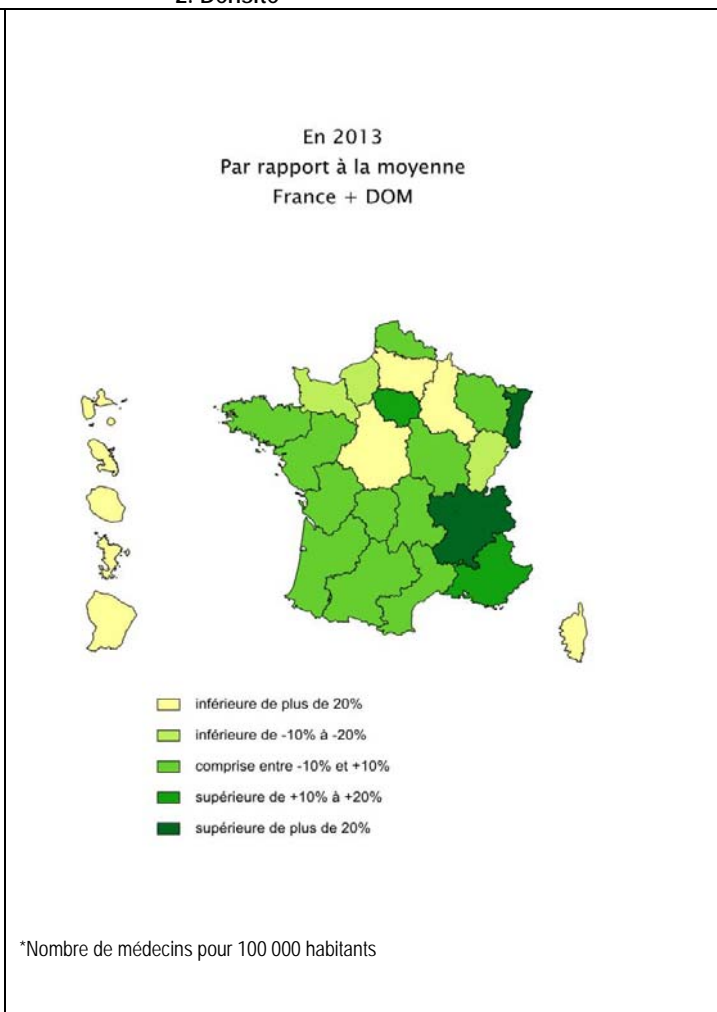 2. Densité
En 2013
Par rapport à la moyenne
France + DOM
inférieure de plus de 20%
inférieure de -10% à -20%
comprise entre -10% et +10%
supérieure de +10% à +20%
supérieure de plus de 20%
*Nombre de médecins pour 100 000 habitants